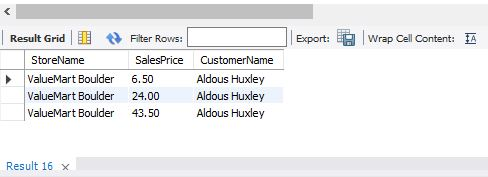 Result Grid Filter Rows: Export: Wrap Cell Content: IA
StoreName SalesPrice CustomerName
ValueMart Boulder 6.50 Aldous Huxley
ValueMart Boulder 24.00 Aldous Huxley
ValueMart Boulder 43.50 Aldous Huxley
Result 16 ×